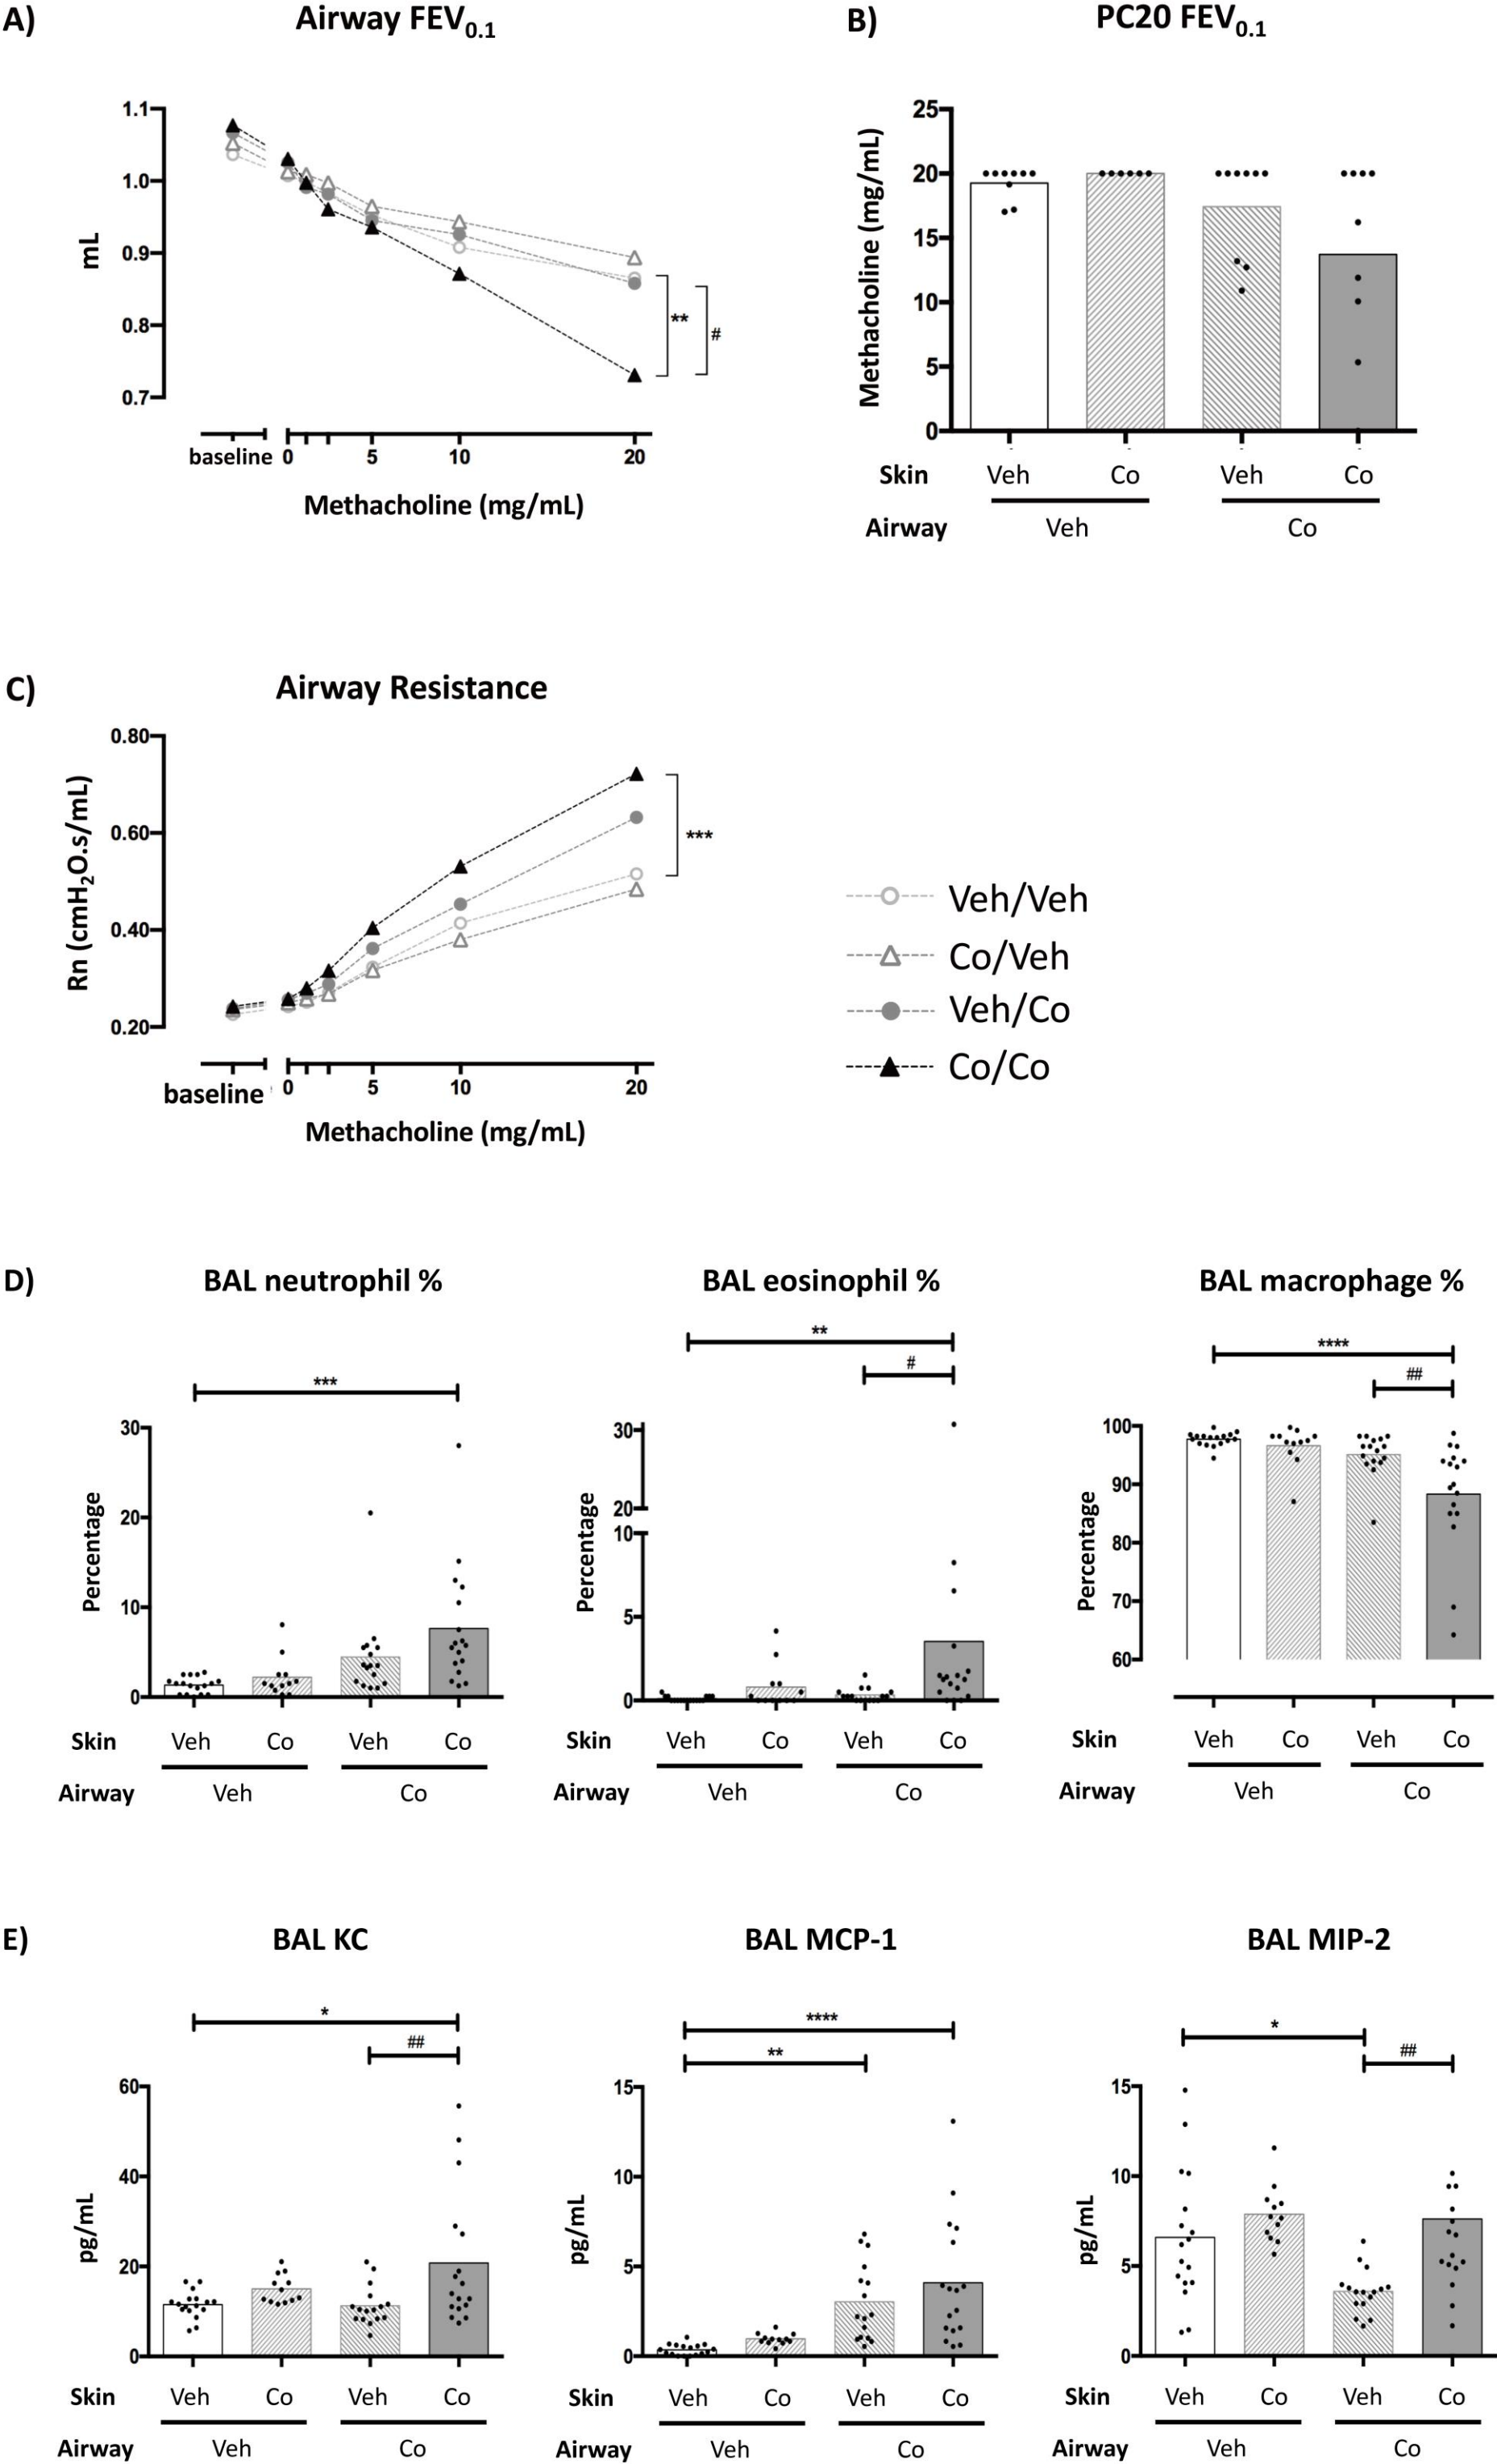 A)
Airway FEV0.1
1.1
1.0
0.9
0.8
0.7
mL
**
#
baseline 0 5 10 20
Methacholine (mg/mL)
B)
PC20 FEV0.1
25
20
15
10
5
0
Methacholine (mg/mL)
Skin Veh Co Veh Co
Airway Veh Co
C)
Airway Resistance
0.80
0.60
0.40
0.20
Rn (cmH2O.s/mL)
***
baseline 0 5 10 20
Methacholine (mg/mL)
Veh/Veh
Co/Veh
Veh/Co
Co/Co
D)
BAL neutrophil %
***
30
20
10
0
Percentage
Skin Veh Co Veh Co
Airway Veh Co
BAL eosinophil %
**
#
30
20
10
5
0
Percentage
Skin Veh Co Veh Co
Airway Veh Co
BAL macrophage %
****
##
100
90
80
70
60
Percentage
Skin Veh Co Veh Co
Airway Veh Co
E)
BAL KC
*
##
60
40
20
0
pg/mL
Skin Veh Co Veh Co
Airway Veh Co
BAL MCP-1
****
**
15
10
5
0
pg/mL
Skin Veh Co Veh Co
Airway Veh Co
BAL MIP-2
*
##
15
10
5
0
pg/mL
Skin Veh Co Veh Co
Airway Veh Co